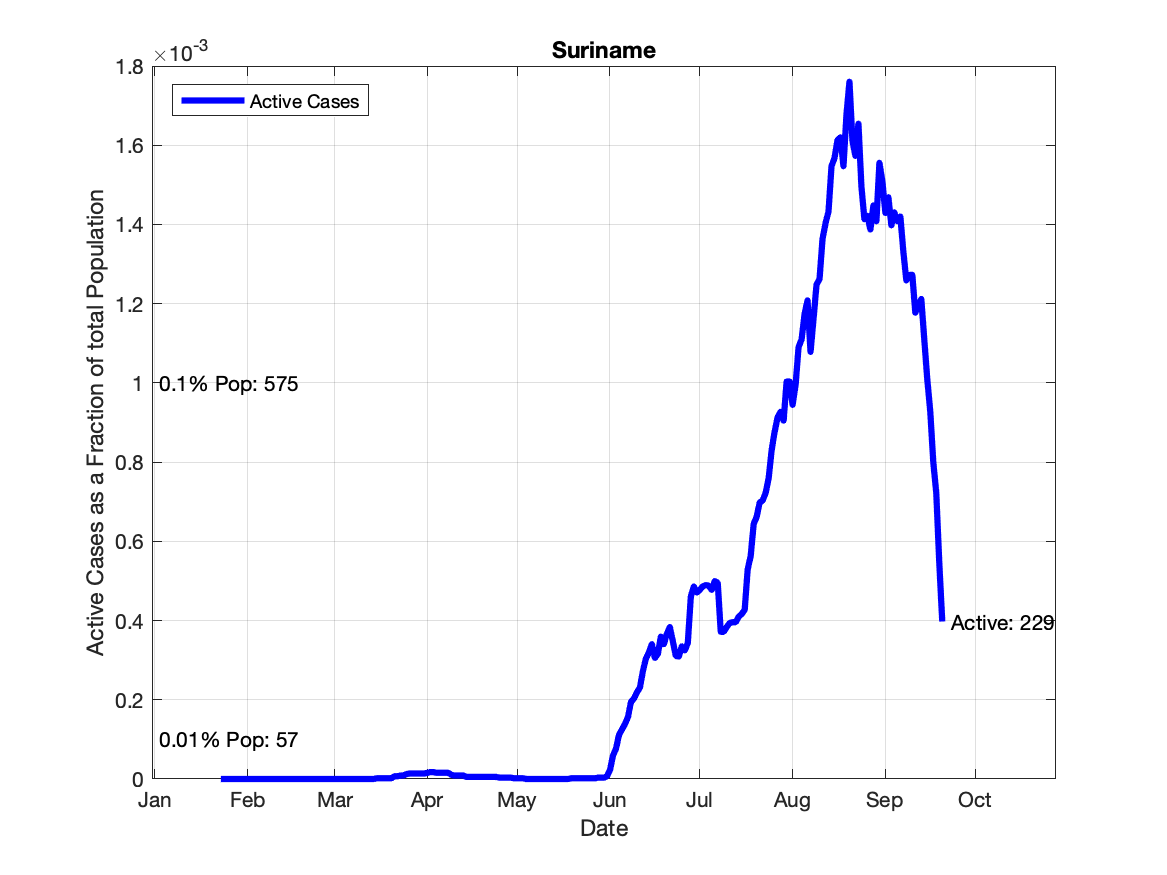 Suriname
×10-3
1.8
1.6
1.4
1.2
1
0.8
0.6
0.4
0.2
0
Active Cases as a Fraction of total Population
Active Cases
0.1% Pop: 575
0.01% Pop: 57
Active: 229
Jan Feb Mar Apr May Jun Jul Aug Sep Oct
Date